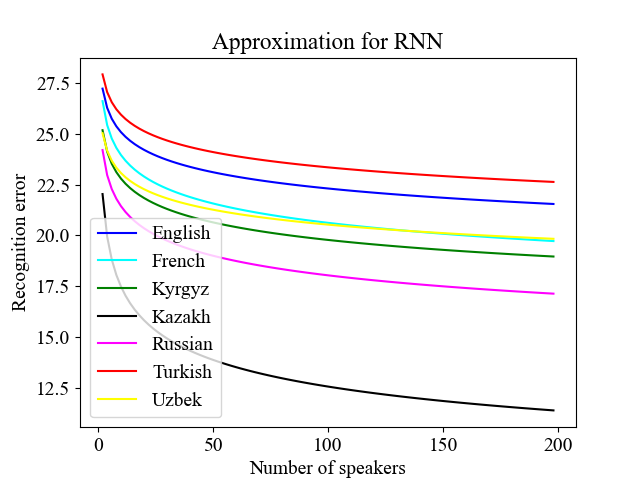 Approximation for RNN
Recognition error
27.5
25.0
22.5
20.0
17.5
15.0
12.5
English
French
Kyrgyz
Kazakh
Russian
Turkish
Uzbek
0 50 100 150 200
Number of speakers